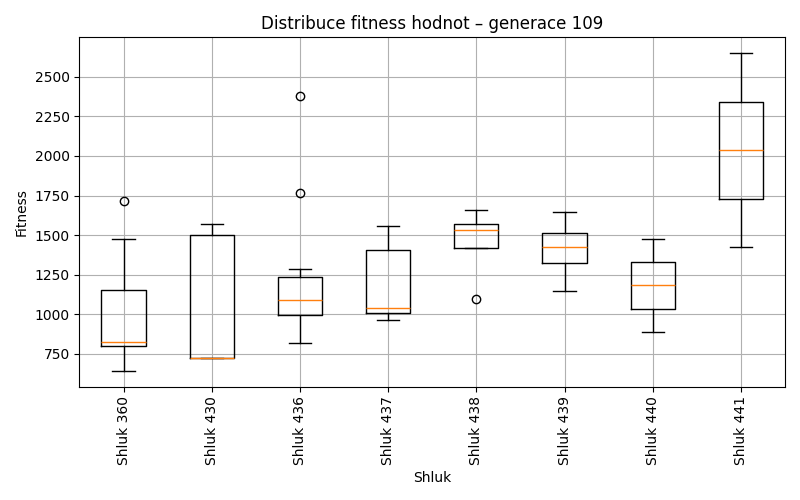 Distribuce fitness hodnot – generace 109
Fitness
2500
2250
2000
1750
1500
1250
1000
750
Shluk 360
Shluk 430
Shluk 436
Shluk 437
Shluk 438
Shluk 439
Shluk 440
Shluk 441
Shluk